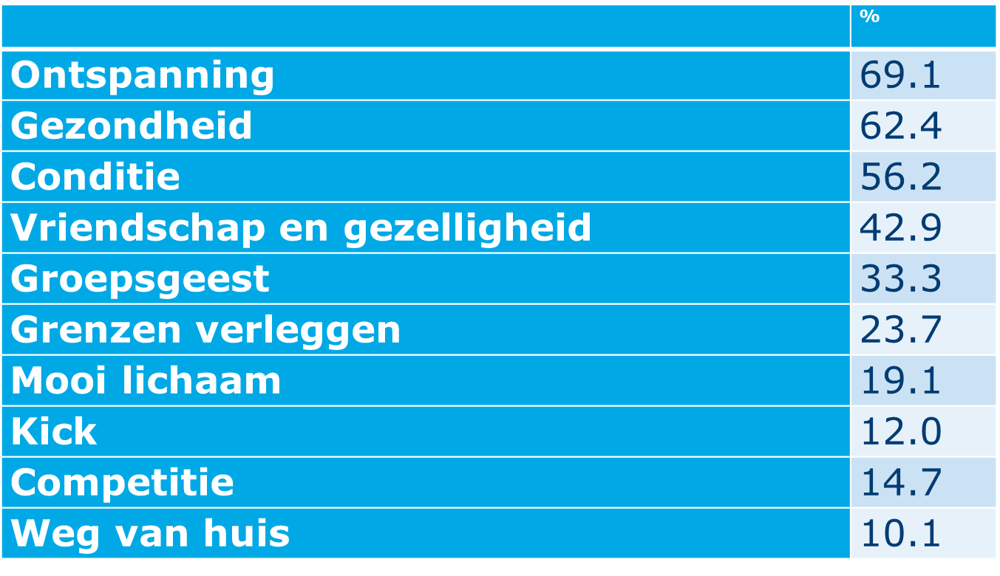 %
Ontspanning 69.1
Gezondheid 62.4
Conditie 56.2
Vriendschap en gezelligheid 42.9
Groepsgeest 33.3
Grenzen verleggen 23.7
Mooi lichaam 19.1
Kick 12.0
Competitie 14.7
Weg van huis 10.1